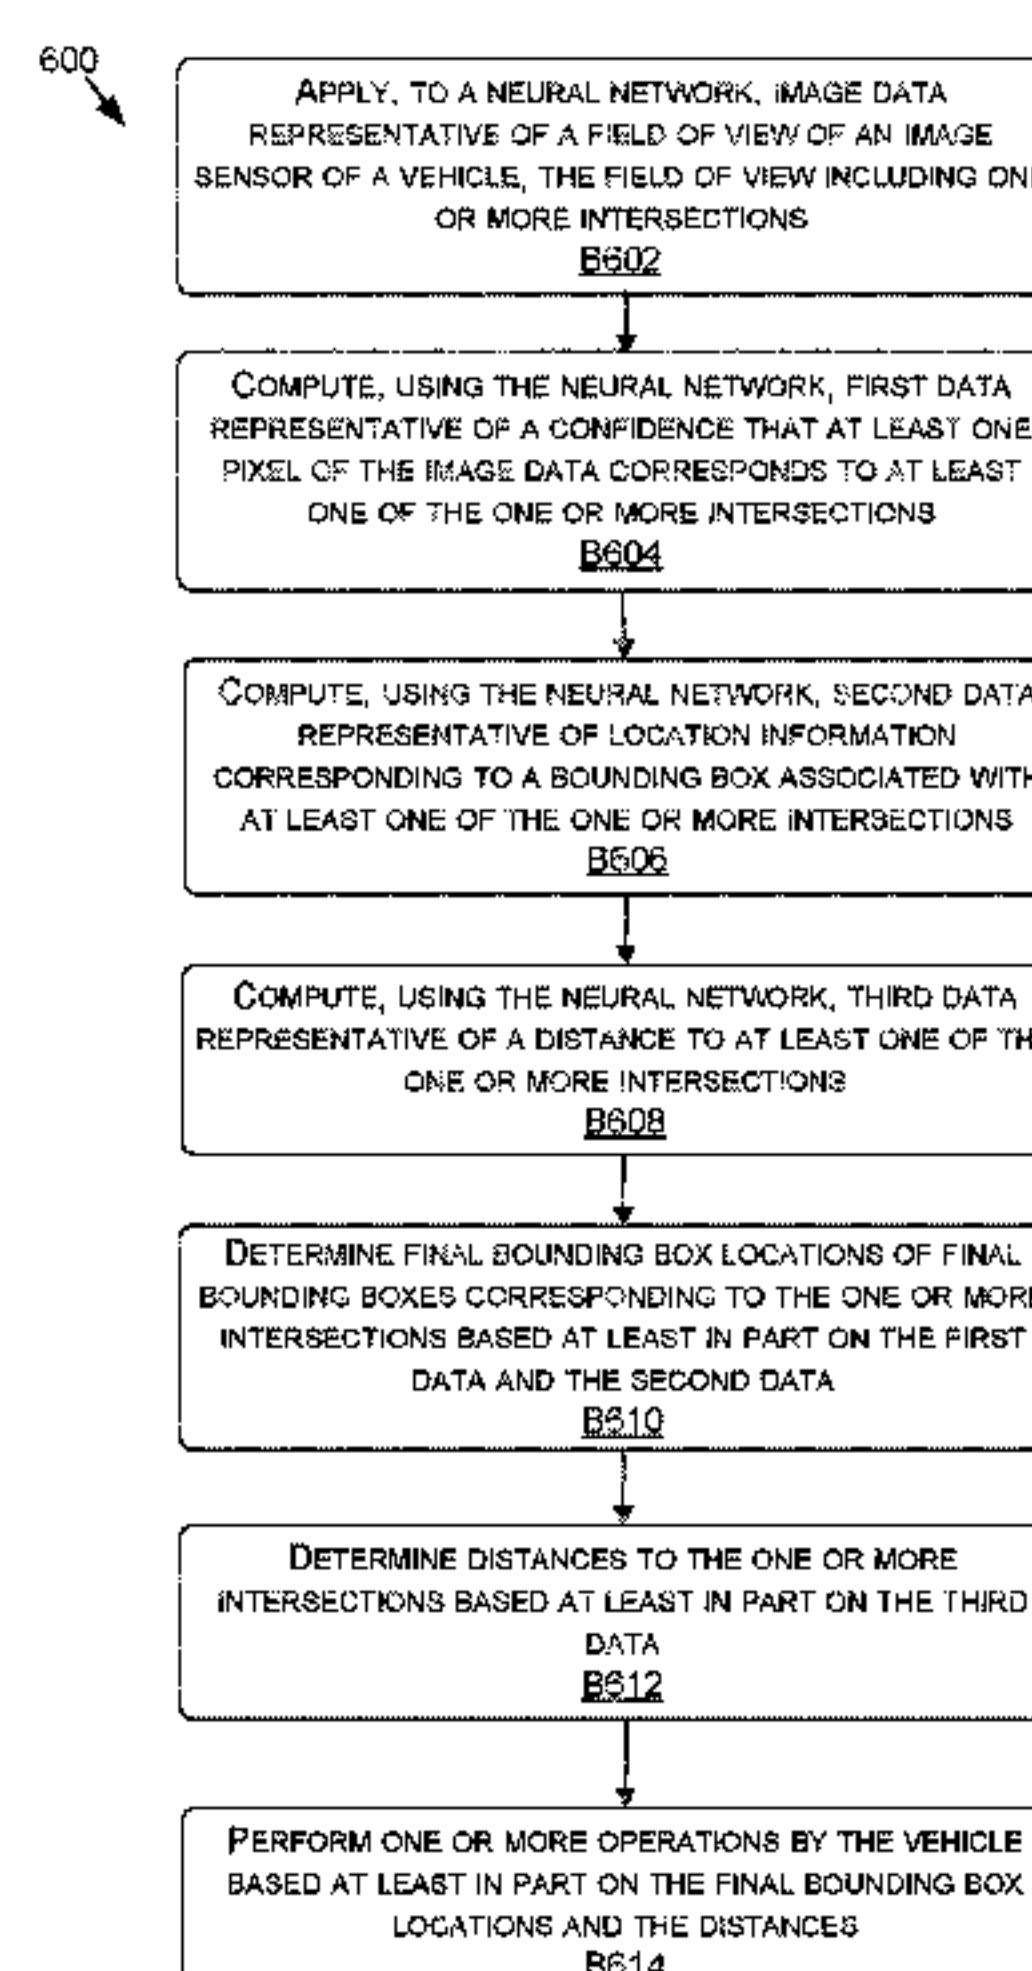 600
APPLY, TO A NEURAL NETWORK, IMAGE DATA
REPRESENTATIVE OF A FIELD OF VIEW OF AN IMAGE
SENSOR OF A VEHICLE, THE FIELD OF VIEW INCLUDING ONE
OR MORE INTERSECTIONS
B602
COMPUTE, USING THE NEURAL NETWORK, FIRST DATA
REPRESENTATIVE OF A CONFIDENCE THAT AT LEAST ONE
PIXEL OF THE IMAGE DATA CORRESPONDS TO AT LEAST
ONE OF THE ONE OR MORE INTERSECTIONS
B604
COMPUTE, USING THE NEURAL NETWORK, SECOND DATA
REPRESENTATIVE OF LOCATION INFORMATION
CORRESPONDING TO A BOUNDING BOX ASSOCIATED WITH
AT LEAST ONE OF THE ONE OR MORE INTERSECTIONS
B606
COMPUTE, USING THE NEURAL NETWORK, THIRD DATA
REPRESENTATIVE OF A DISTANCE TO AT LEAST ONE OF TH
ONE OR MORE INTERSECTIONS
B608
DETERMINE FINAL BOUNDING BOX LOCATIONS OF FINAL
BOUNDING BOXES CORRESPONDING TO THE ONE OR MORE
INTERSECTIONS BASED AT LEAST IN PART ON THE FIRST
DATA AND THE SECOND DATA
B610
DETERMINE DISTANCES TO THE ONE OR MORE
INTERSECTIONS BASED AT LEAST IN PART ON THE THIRD
DATA
B612
PERFORM ONE OR MORE OPERATIONS BY THE VEHICLE
BASED AT LEAST IN PART ON THE FINAL BOUNDING BOX
LOCATIONS AND THE DISTANCES
B614